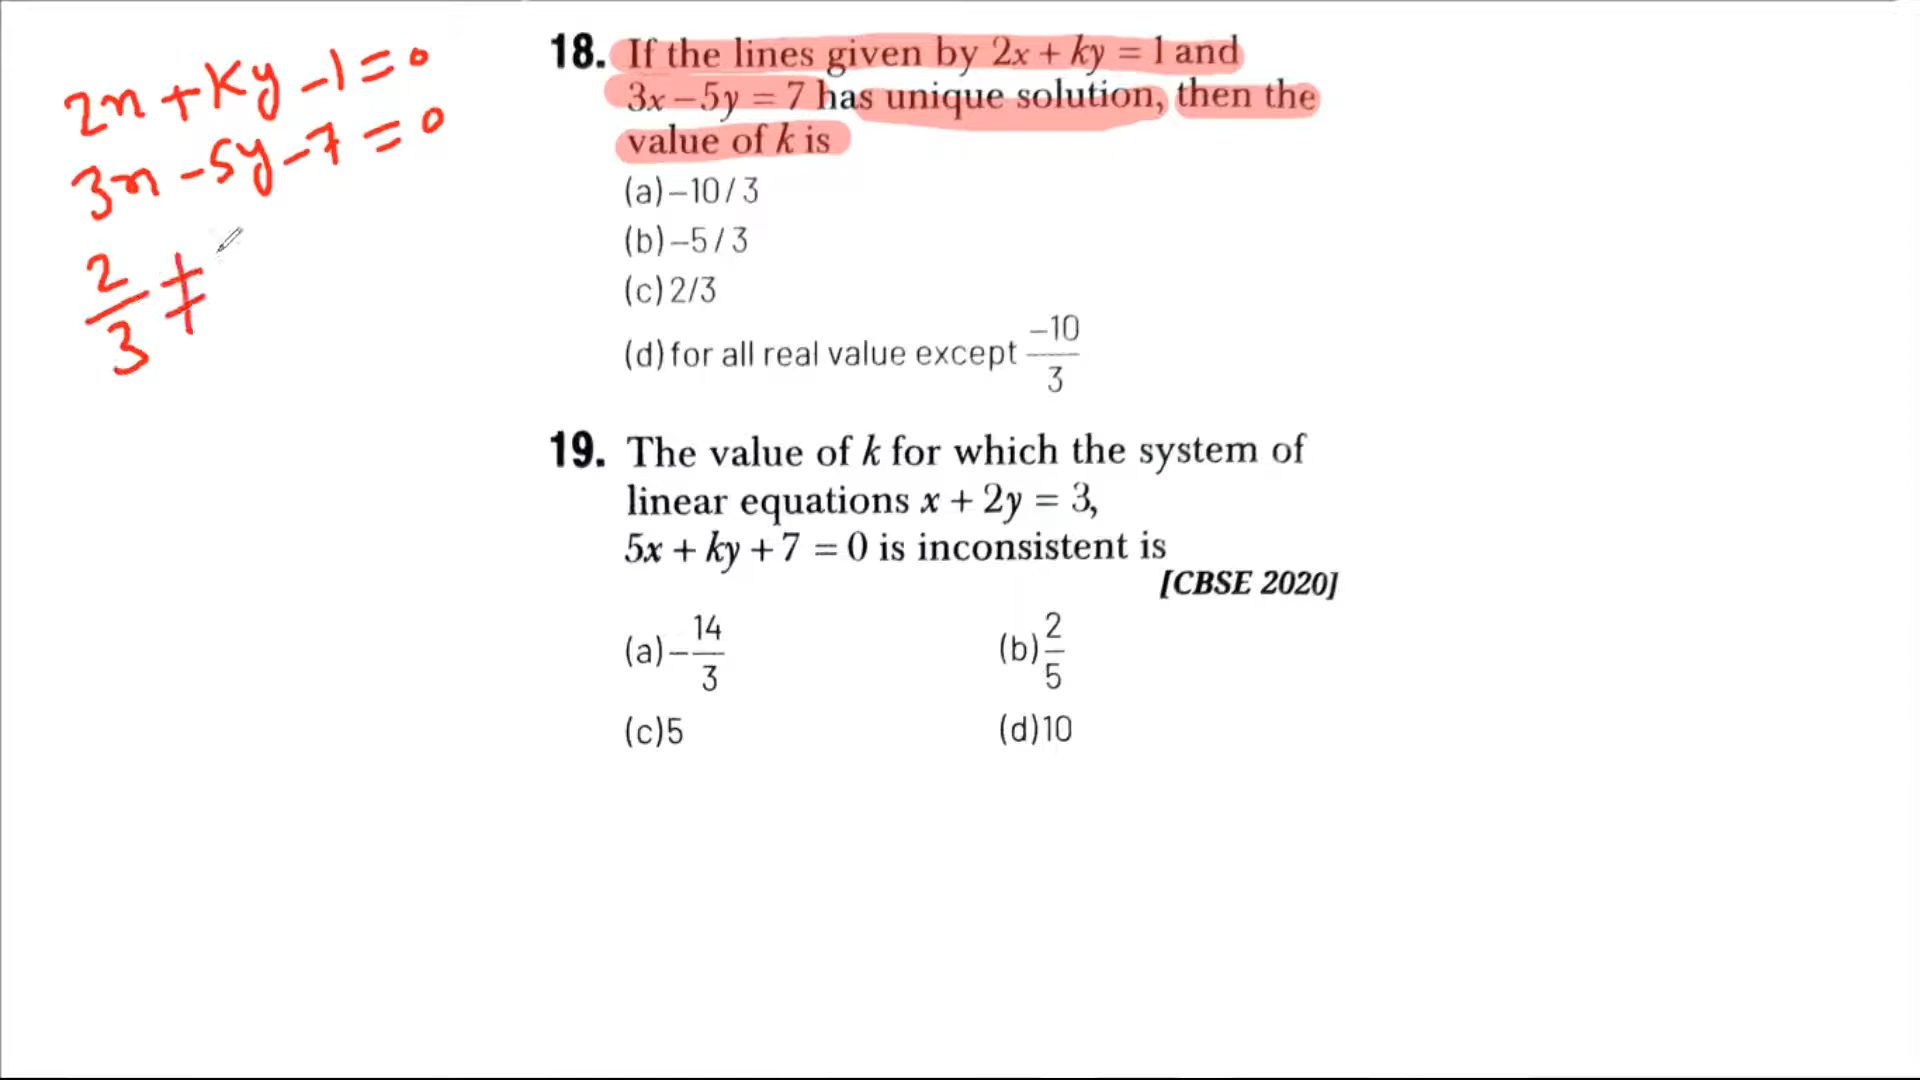 2x + ky - 1 = 0
3x - 5y - 7 = 0
2/3 ≠
18. If the lines given by 2x + ky = 1 and
3x - 5y = 7 has unique solution, then the
value of k is
(a) -10/3
(b) -5/3
(c) 2/3
(d) for all real value except -10/3
19. The value of k for which the system of
linear equations x + 2y = 3,
5x + ky + 7 = 0 is inconsistent is
[CBSE 2020]
(a) -14/3 (b) 2/5
(c) 5 (d) 10